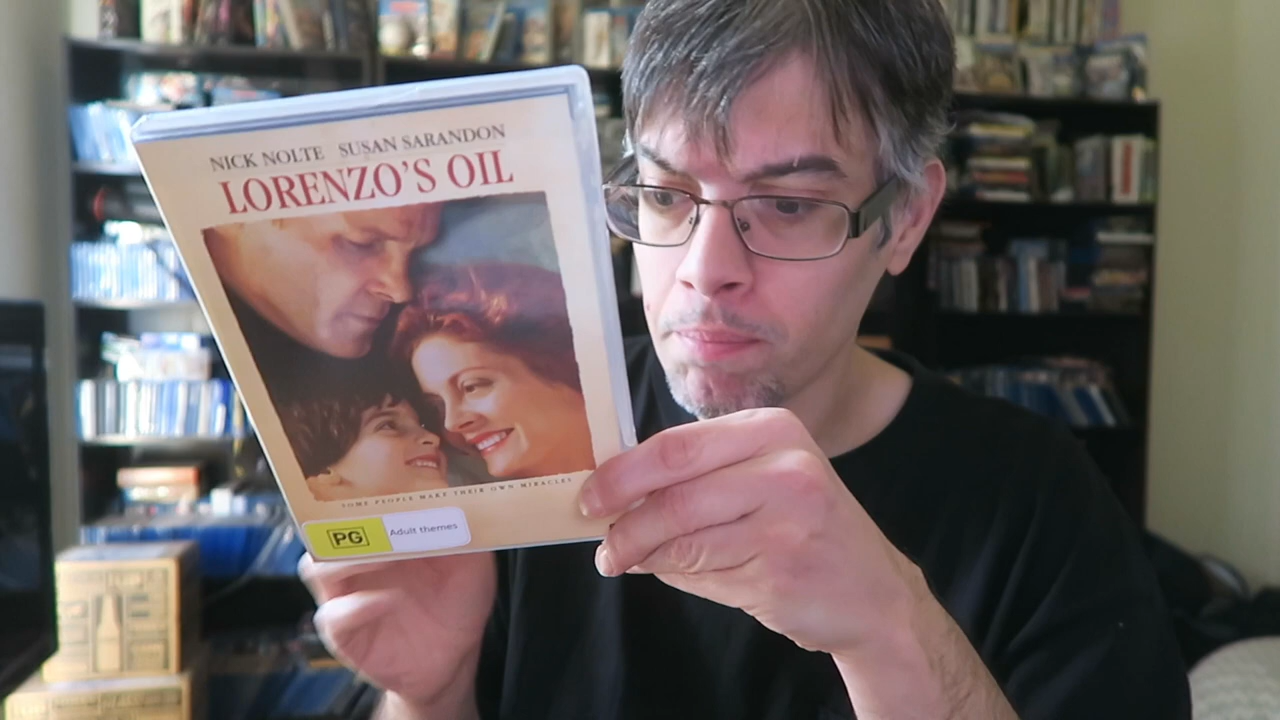 NICK NOLTE SUSAN SARANDON
LORENZO'S OIL
SOME PEOPLE MAKE THEIR OWN MIRACLES
PG Adult themes